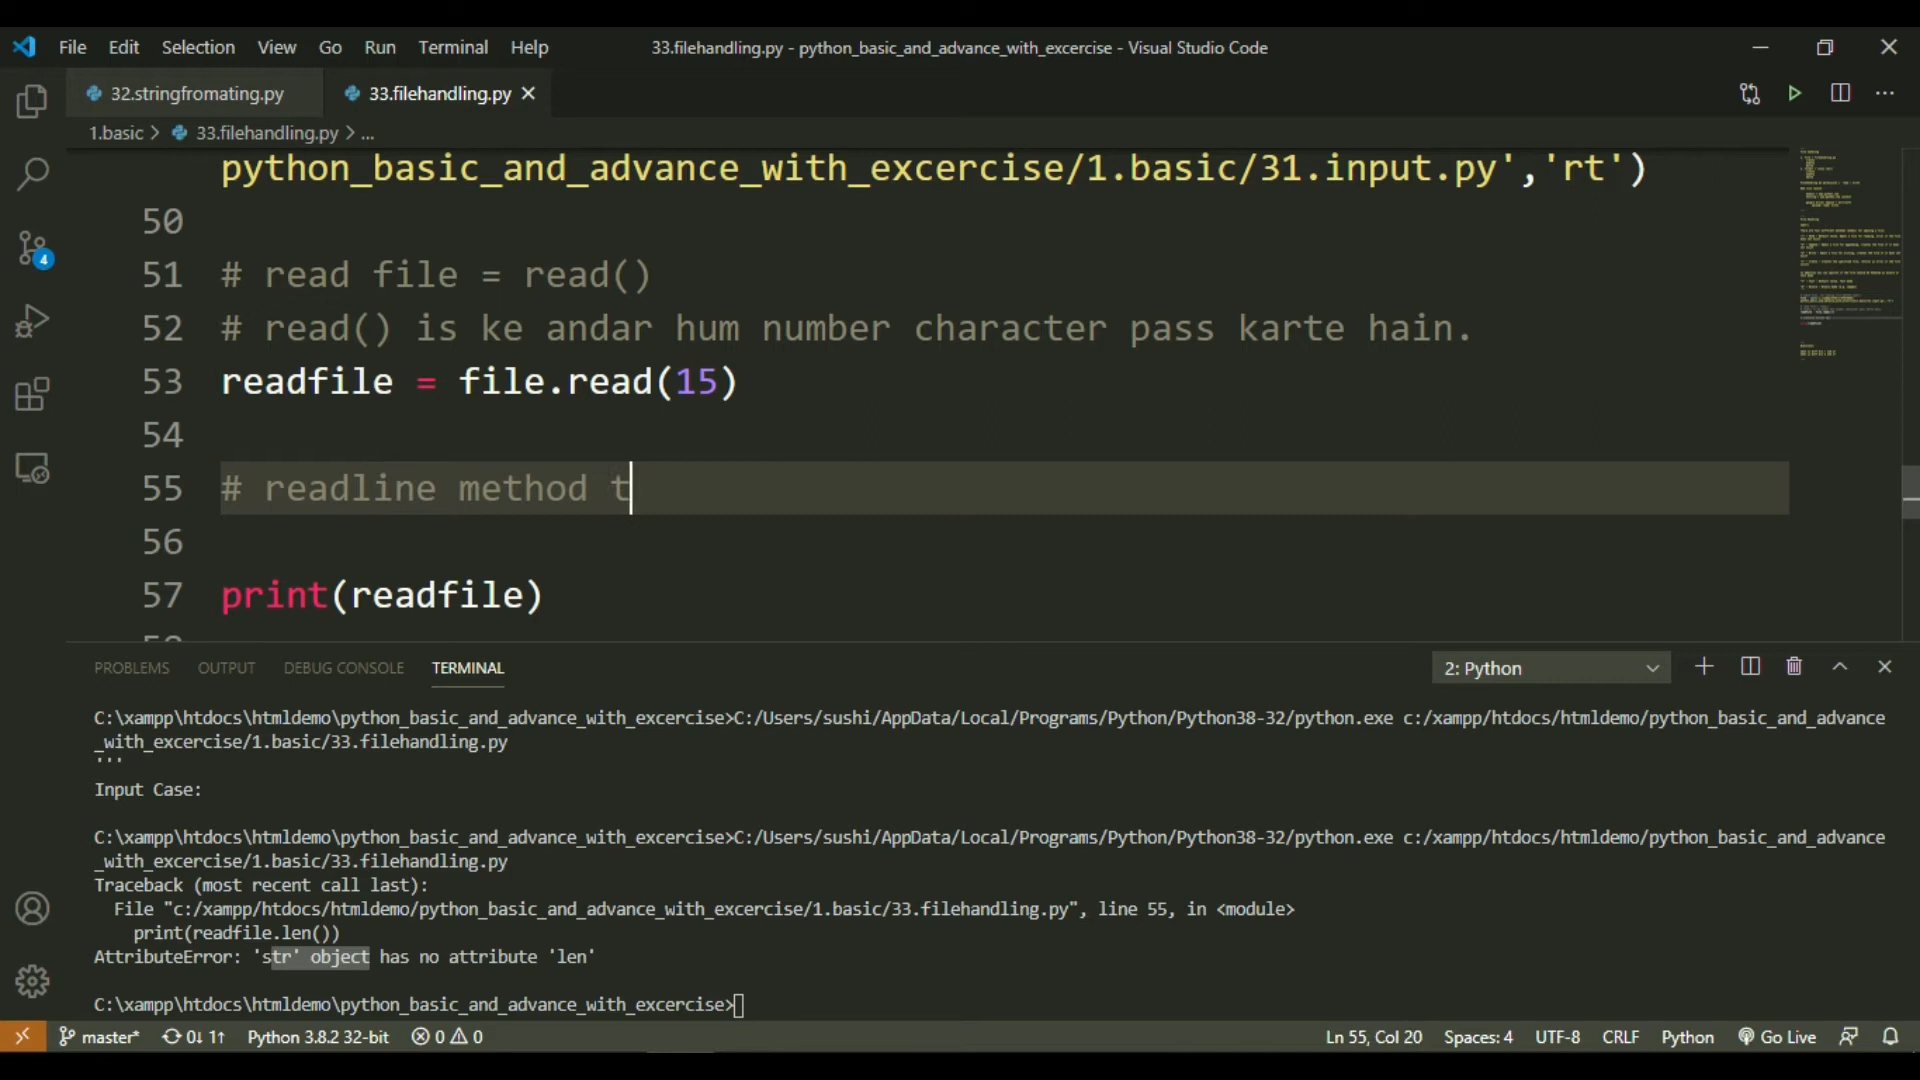 File Edit Selection View Go Run Terminal Help 33.filehandling.py - python_basic_and_advance_with_excercise - Visual Studio Code
32.stringfromating.py 33.filehandling.py
1.basic > 33.filehandling.py > ...
python_basic_and_advance_with_excercise/1.basic/31.input.py','rt')
50
51 # read file = read()
52 # read() is ke andar hum number character pass karte hain.
53 readfile = file.read(15)
54
55 # readline method t
56
57 print(readfile)
PROBLEMS OUTPUT DEBUG CONSOLE TERMINAL 2: Python
C:\xampp\htdocs\htmldemo\python_basic_and_advance_with_excercise>C:/Users/sushi/AppData/Local/Programs/Python/Python38-32/python.exe c:/xampp/htdocs/htmldemo/python_basic_and_advance
_with_excercise/1.basic/33.filehandling.py
'''
Input Case:
C:\xampp\htdocs\htmldemo\python_basic_and_advance_with_excercise>C:/Users/sushi/AppData/Local/Programs/Python/Python38-32/python.exe c:/xampp/htdocs/htmldemo/python_basic_and_advance
_with_excercise/1.basic/33.filehandling.py
Traceback (most recent call last):
File "c:/xampp/htdocs/htmldemo/python_basic_and_advance_with_excercise/1.basic/33.filehandling.py", line 55, in <module>
print(readfile.len())
AttributeError: 'str' object has no attribute 'len'
C:\xampp\htdocs\htmldemo\python_basic_and_advance_with_excercise>
4
master* 0↓ 1↑ Python 3.8.2 32-bit 0 0 Ln 55, Col 20 Spaces: 4 UTF-8 CRLF Python Go Live